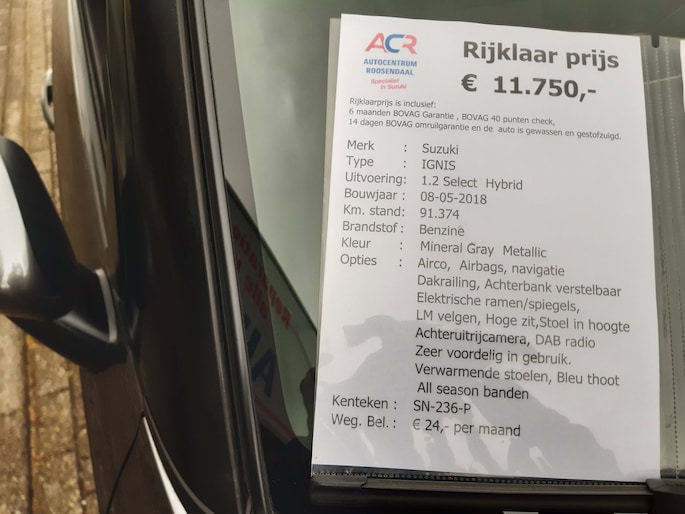 ACR
AUTOCENTRUM
ROOSENDAAL
Specialist
in Suzuki
Rijklaar prijs
€ 11.750,-
Rijklaarprijs is inclusief:
6 maanden BOVAG Garantie , BOVAG 40 punten check,
14 dagen BOVAG omruilgarantie en de auto is gewassen en gestofzuigd.
Merk : Suzuki
Type : IGNIS
Uitvoering: 1.2 Select Hybrid
Bouwjaar : 08-05-2018
Km. stand: 91.374
Brandstof: Benzine
Kleur : Mineral Gray Metallic
Opties : Airco, Airbags, navigatie
Dakrailing, Achterbank verstelbaar
Elektrische ramen/spiegels,
LM velgen, Hoge zit,Stoel in hoogte
Achteruitrijcamera, DAB radio
Zeer voordelig in gebruik.
Verwarmende stoelen, Bleu thoot
All season banden
Kenteken : SN-236-P
Weg. Bel.: € 24,- per maand